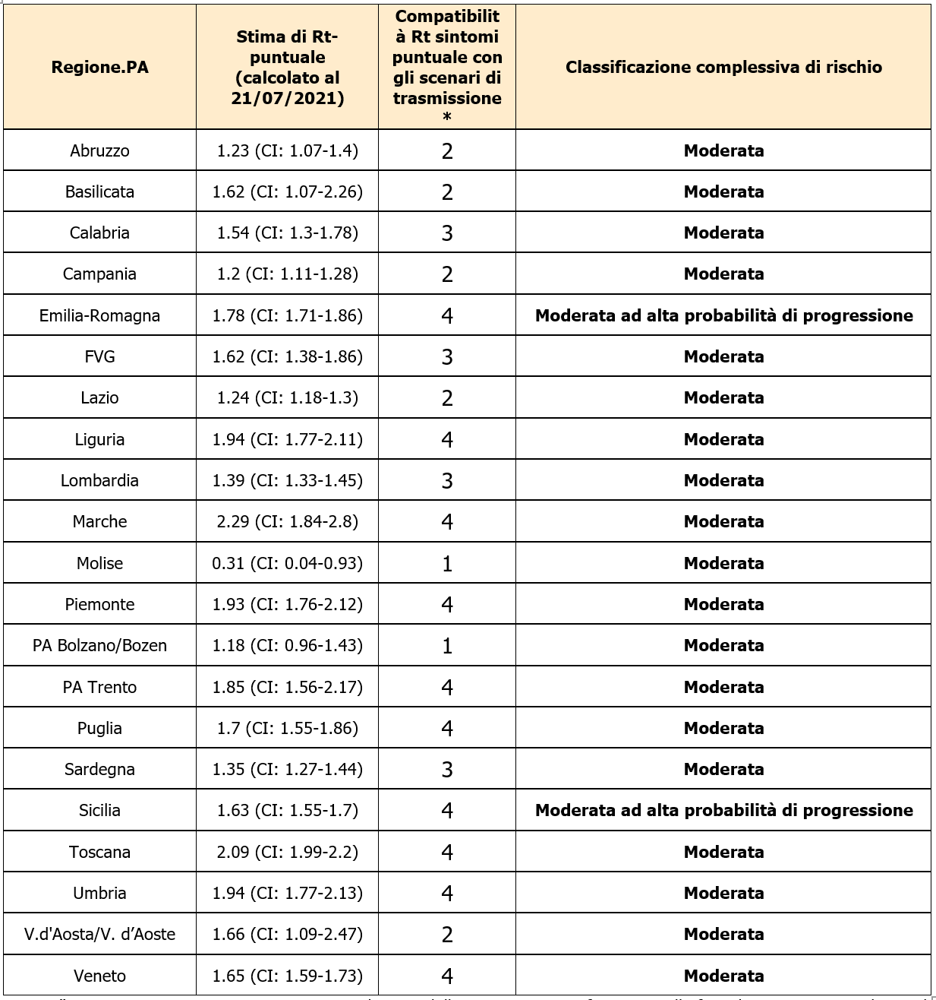 Regione.PA
Stima di Rt-
puntuale
(calcolato al
21/07/2021)
Compatibilit
à Rt sintomi
puntuale con
gli scenari di
trasmissione
*
Classificazione complessiva di rischio
Abruzzo 1.23 (CI: 1.07-1.4) 2 Moderata
Basilicata 1.62 (CI: 1.07-2.26) 2 Moderata
Calabria 1.54 (CI: 1.3-1.78) 3 Moderata
Campania 1.2 (CI: 1.11-1.28) 2 Moderata
Emilia-Romagna 1.78 (CI: 1.71-1.86) 4 Moderata ad alta probabilità di progressione
FVG 1.62 (CI: 1.38-1.86) 3 Moderata
Lazio 1.24 (CI: 1.18-1.3) 2 Moderata
Liguria 1.94 (CI: 1.77-2.11) 4 Moderata
Lombardia 1.39 (CI: 1.33-1.45) 3 Moderata
Marche 2.29 (CI: 1.84-2.8) 4 Moderata
Molise 0.31 (CI: 0.04-0.93) 1 Moderata
Piemonte 1.93 (CI: 1.76-2.12) 4 Moderata
PA Bolzano/Bozen 1.18 (CI: 0.96-1.43) 1 Moderata
PA Trento 1.85 (CI: 1.56-2.17) 4 Moderata
Puglia 1.7 (CI: 1.55-1.86) 4 Moderata
Sardegna 1.35 (CI: 1.27-1.44) 3 Moderata
Sicilia 1.63 (CI: 1.55-1.7) 4 Moderata ad alta probabilità di progressione
Toscana 2.09 (CI: 1.99-2.2) 4 Moderata
Umbria 1.94 (CI: 1.77-2.13) 4 Moderata
V.d'Aosta/V. d’Aoste 1.66 (CI: 1.09-2.47) 2 Moderata
Veneto 1.65 (CI: 1.59-1.73) 4 Moderata